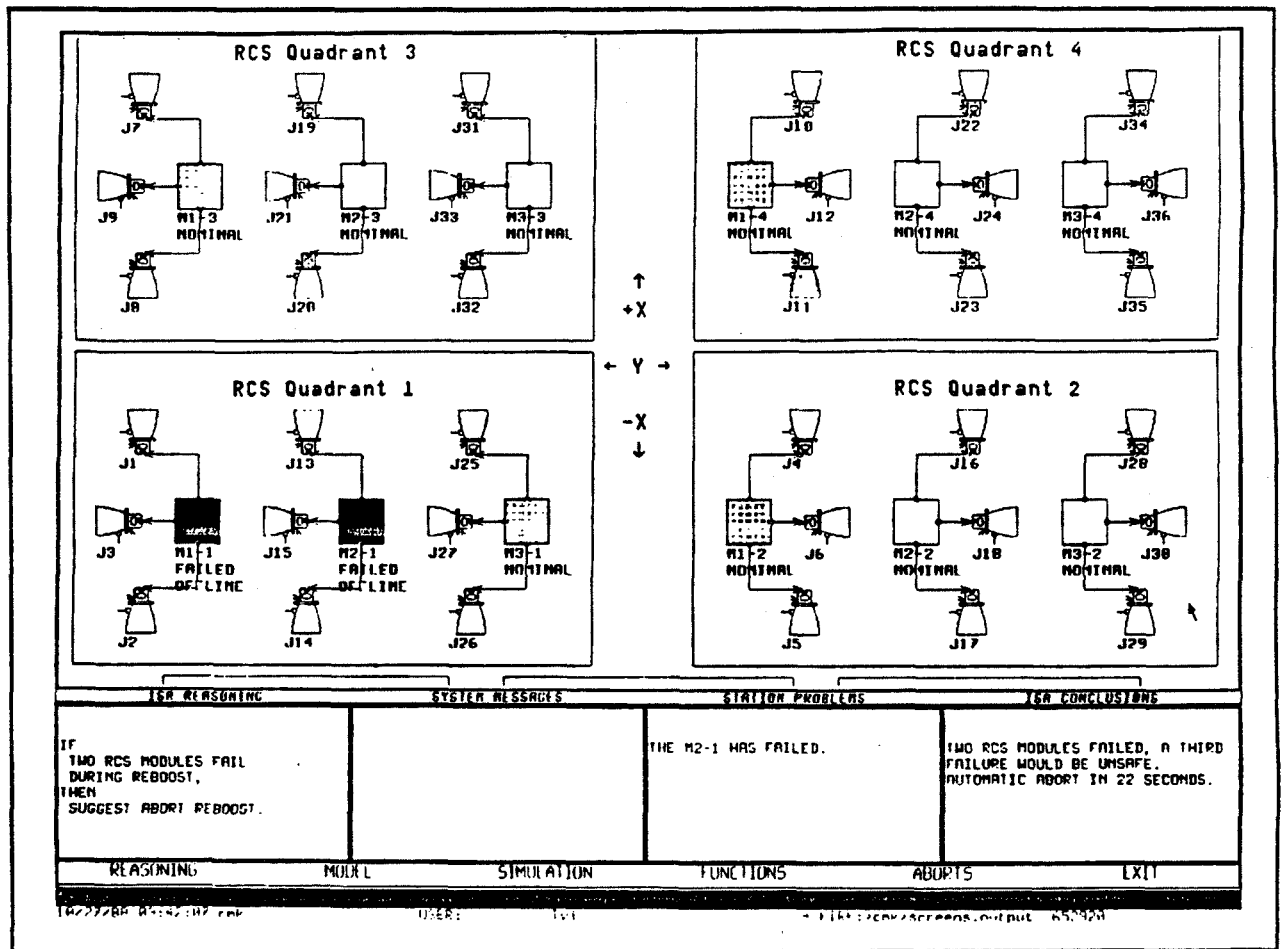 RCS Quadrant 3
J7
J19
J31
J9
M1-3
NOMINAL
J21
M2-3
NOMINAL
J33
M3-3
NOMINAL
J8
J20
J32
RCS Quadrant 4
J10
J22
J34
M1-4
NOMINAL
J12
M2-4
NOMINAL
J24
M3-4
NOMINAL
J36
J11
J23
J35
↑
+X
← Y →
-X
↓
RCS Quadrant 1
J1
J13
J25
J3
M1-1
FAILED
OFFLINE
J15
M2-1
FAILED
OFFLINE
J27
M3-1
NOMINAL
J2
J14
J26
RCS Quadrant 2
J4
J16
J28
M1-2
NOMINAL
J6
M2-2
NOMINAL
J18
M3-2
NOMINAL
J30
J5
J17
J29
ISA REASONING
SYSTEM MESSAGES
STATION PROBLEMS
ISA CONCLUSIONS
IF
TWO RCS MODULES FAIL
DURING REBOOST,
THEN
SUGGEST ABORT REBOOST.
THE M2-1 HAS FAILED.
TWO RCS MODULES FAILED, A THIRD
FAILURE WOULD BE UNSAFE.
AUTOMATIC ABORT IN 22 SECONDS.
REASONING
MODEL
SIMULATION
FUNCTIONS
ABORTS
EXIT
USER: